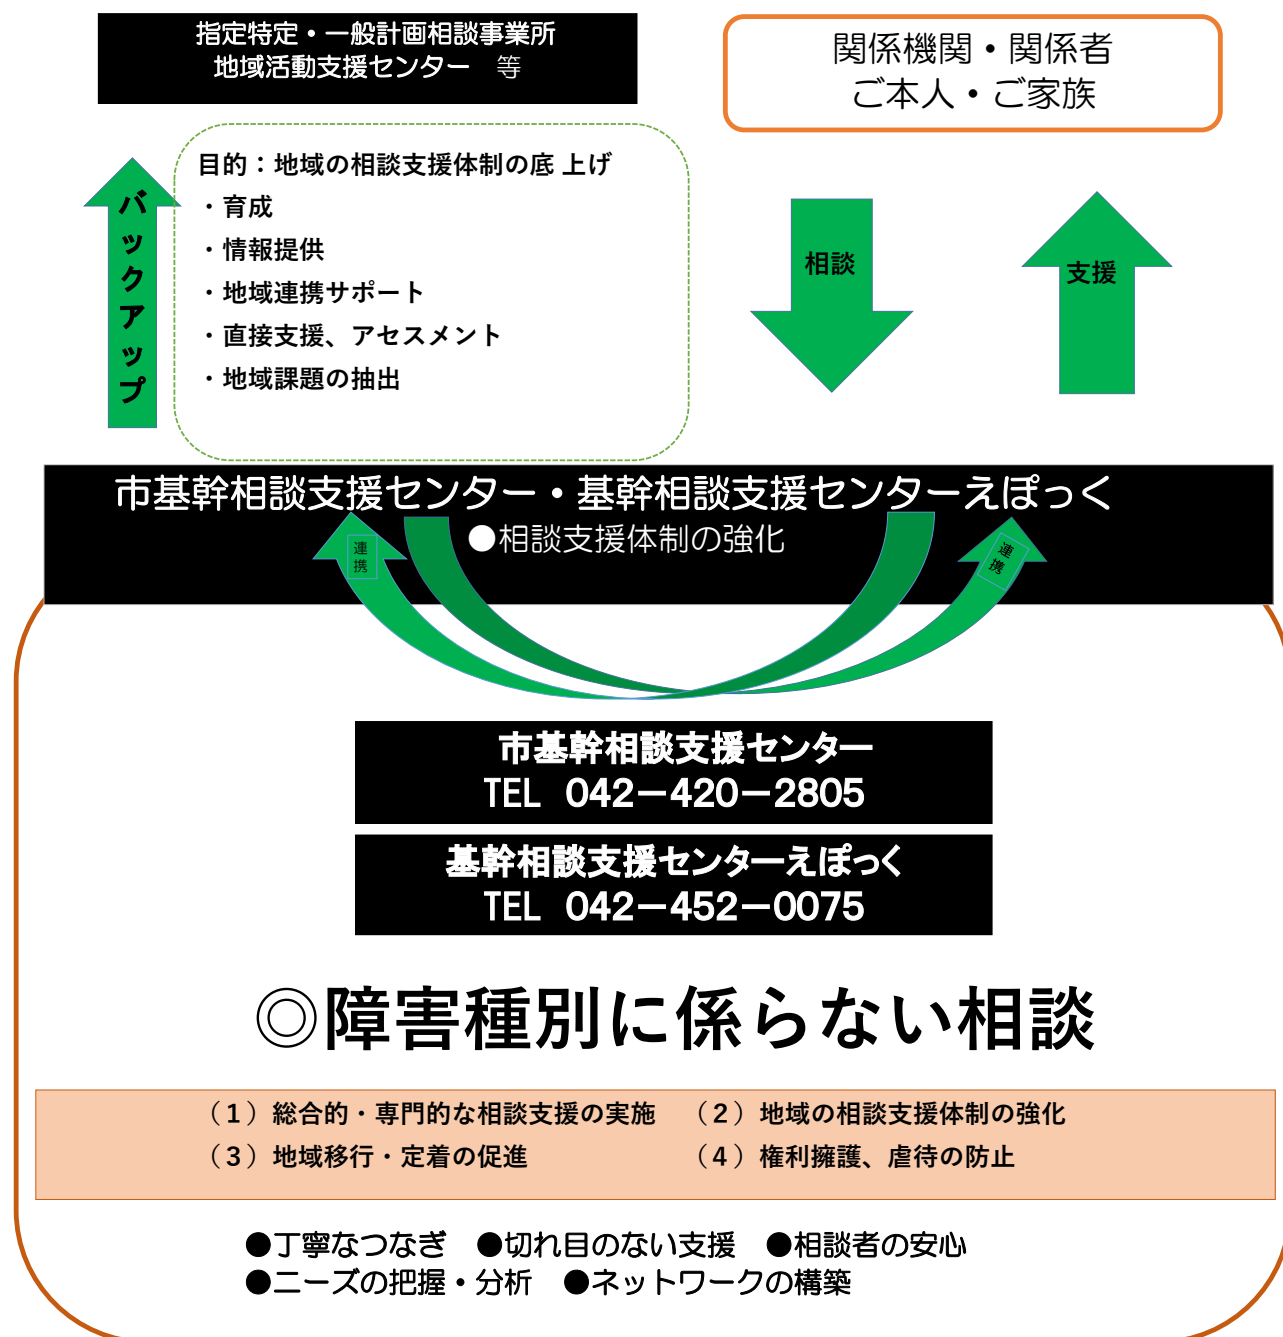 指定特定・一般計画相談事業所
地域活動支援センター　等
関係機関・関係者
ご本人・ご家族
バックアップ
目的：地域の相談支援体制の底 上げ
・育成
・情報提供
・地域連携サポート
・直接支援、アセスメント
・地域課題の抽出
相談
支援
市基幹相談支援センター・基幹相談支援センターえぽっく
●相談支援体制の強化
連携
連携
市基幹相談支援センター
TEL　042－420－2805
基幹相談支援センターえぽっく
TEL　042－452－0075
◎障害種別に係らない相談
（１）総合的・専門的な相談支援の実施　（２）地域の相談支援体制の強化
（３）地域移行・定着の促進　（４）権利擁護、虐待の防止
●丁寧なつなぎ　●切れ目のない支援　●相談者の安心
●ニーズの把握・分析　●ネットワークの構築